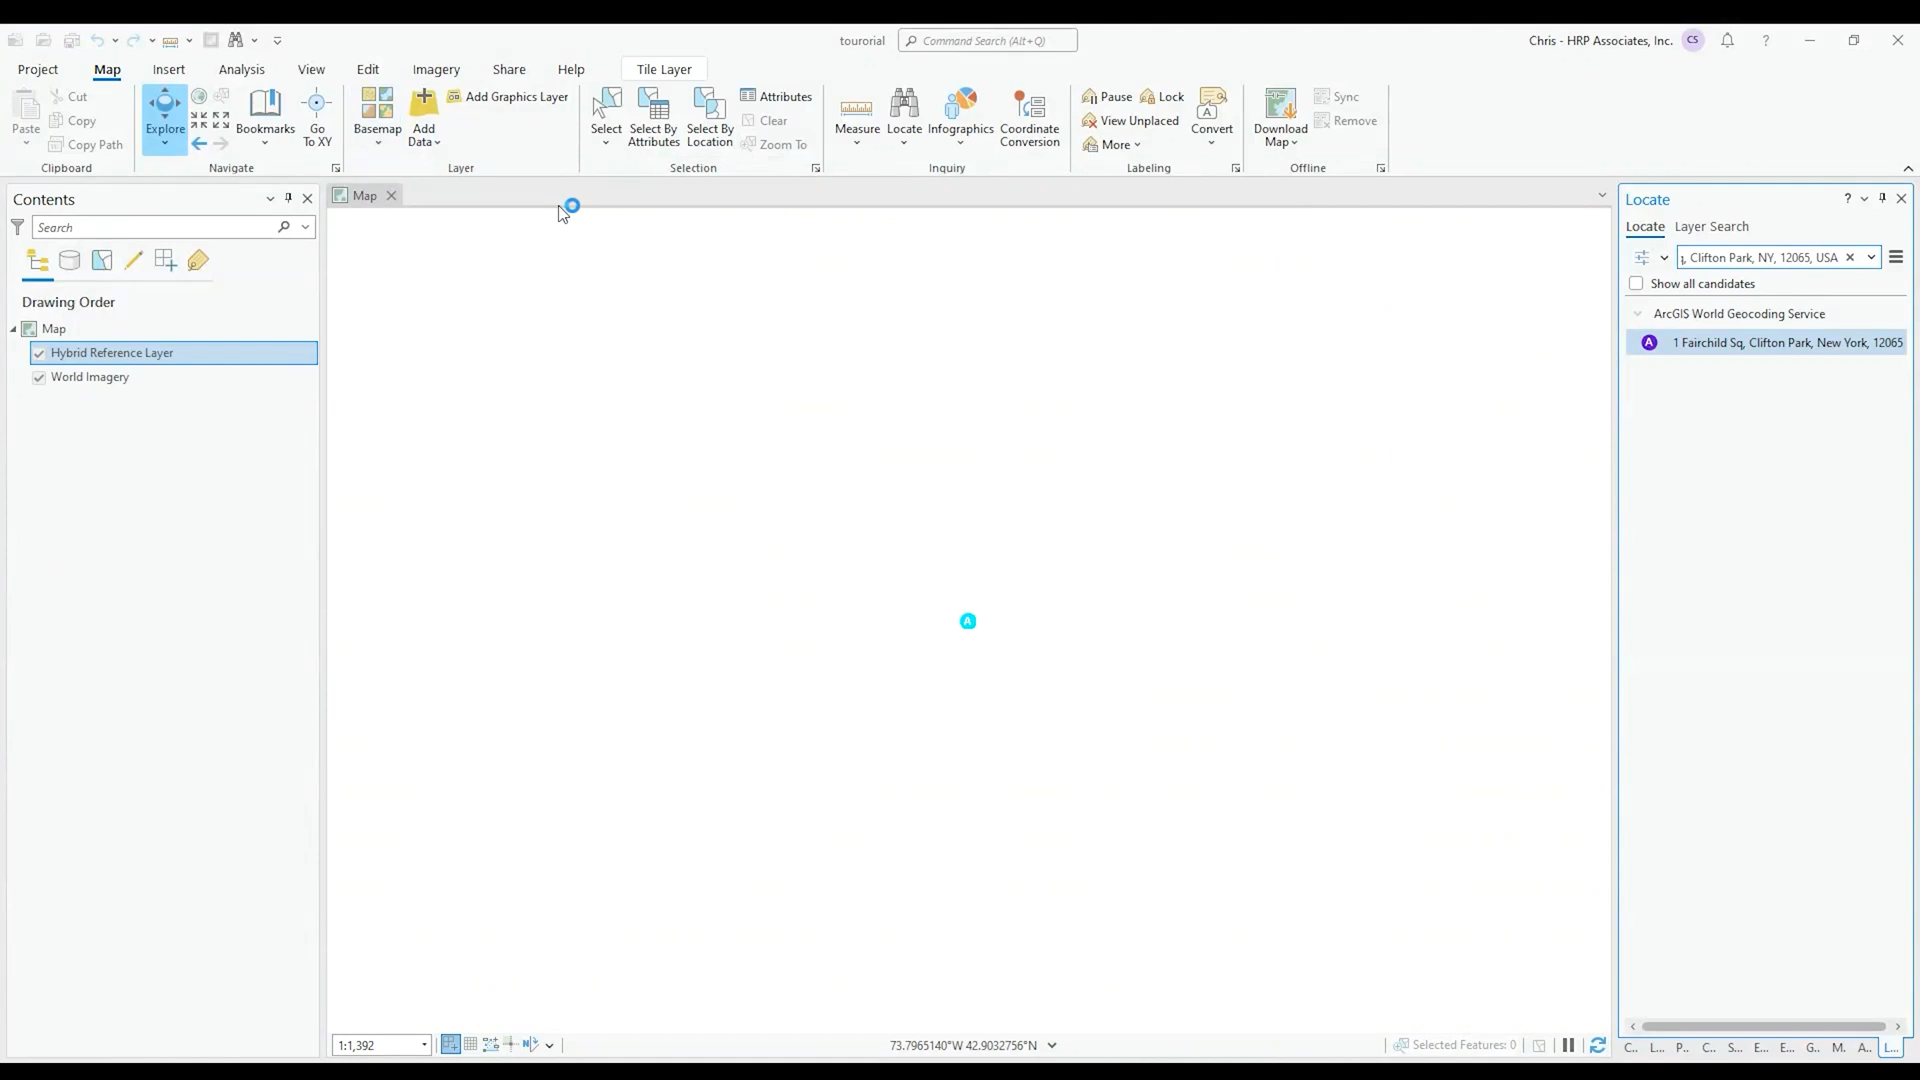 tourorial
Command Search (Alt+Q)
Chris - HRP Associates, Inc.
CS
?
Project
Map
Insert
Analysis
View
Edit
Imagery
Share
Help
Tile Layer
Paste
Cut
Copy
Copy Path
Clipboard
Explore
Bookmarks
Go
To XY
Navigate
Basemap
Add
Data
Add Graphics Layer
Layer
Select
Select By
Attributes
Select By
Location
Attributes
Clear
Zoom To
Selection
Measure
Locate
Infographics
Coordinate
Conversion
Inquiry
Pause
Lock
View Unplaced
More
Convert
A
Labeling
Download
Map
Sync
Remove
Offline
Contents
Search
Drawing Order
Map
Hybrid Reference Layer
World Imagery
Map
A
1:1,392
N
73.7965140°W 42.9032756°N
Selected Features: 0
Locate
?
Locate
Layer Search
, Clifton Park, NY, 12065, USA
Show all candidates
ArcGIS World Geocoding Service
A
1 Fairchild Sq, Clifton Park, New York, 12065
C.. L... P.. C.. S... E... E... G.. M. A.. L...